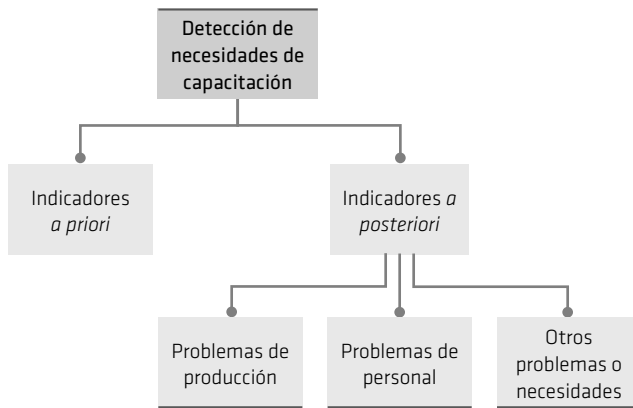 Detección de
necesidades de
capacitación
Indicadores
a priori
Indicadores a
posteriori
Problemas de
producción
Problemas de
personal
Otros
problemas o
necesidades